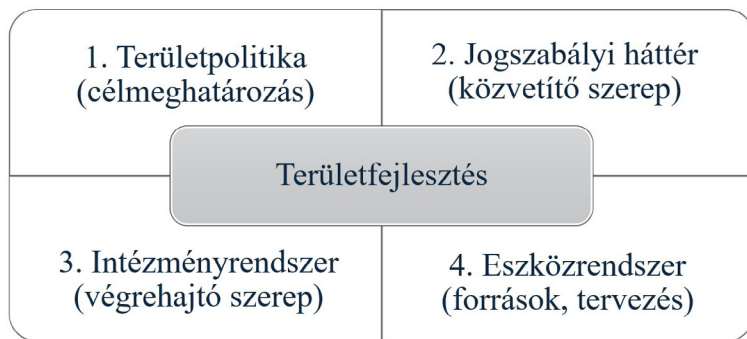 1. Területpolitika
(célmeghatározás)
2. Jogszabályi háttér
(közvetítő szerep)
Területfejlesztés
3. Intézményrendszer
(végrehajtó szerep)
4. Eszközrendszer
(források, tervezés)